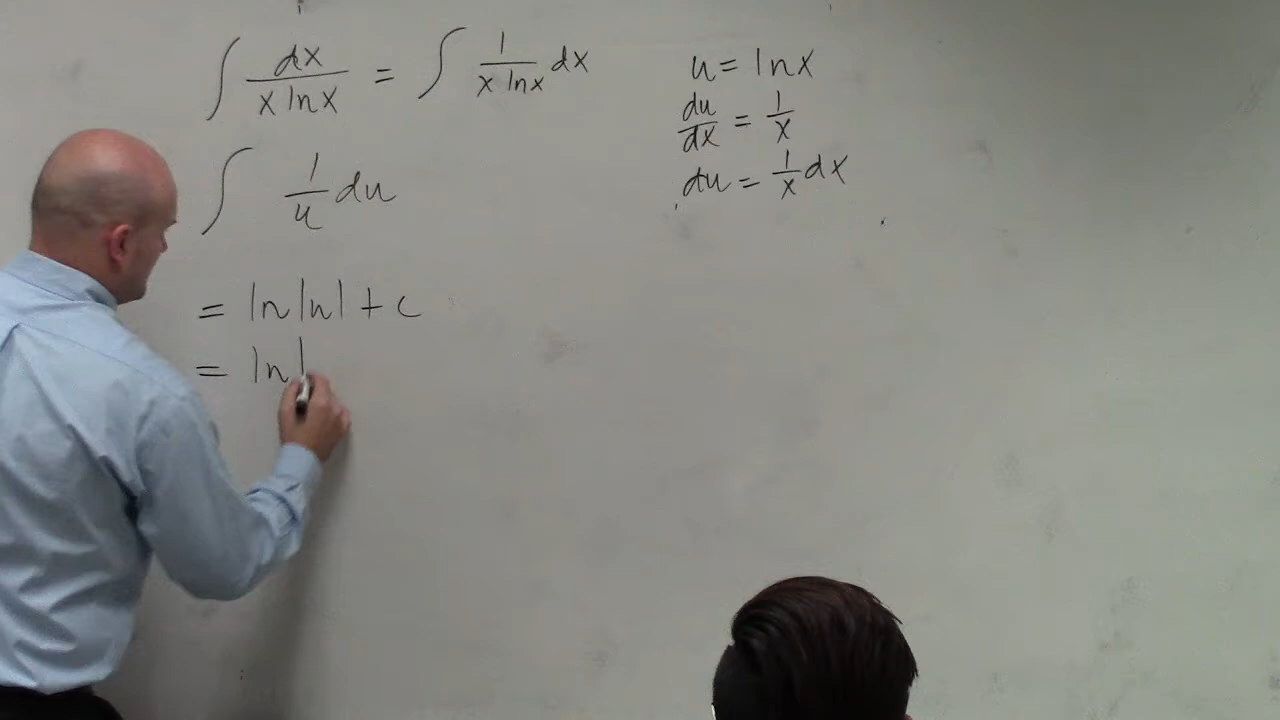 ∫ dx / (x ln x) = ∫ 1 / (x ln x) dx
∫ 1/u du
= ln|u| + c
= ln|
u = ln x
du/dx = 1/x
du = 1/x dx